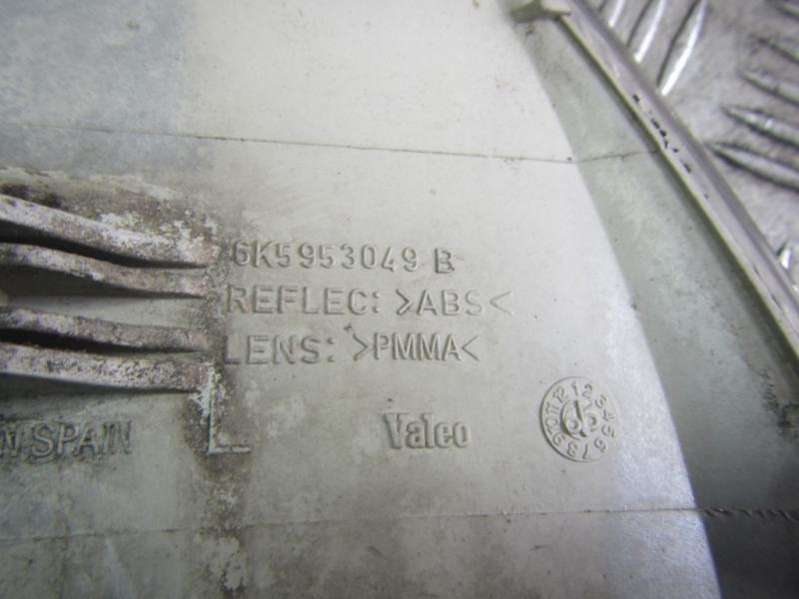 6K5953049 B
REFLEC: >ABS<
LENS: >PMMA<
L
N SPAIN
Valeo